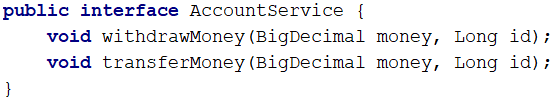 public interface AccountService {
    void withdrawMoney(BigDecimal money, Long id);
    void transferMoney(BigDecimal money, Long id);
}